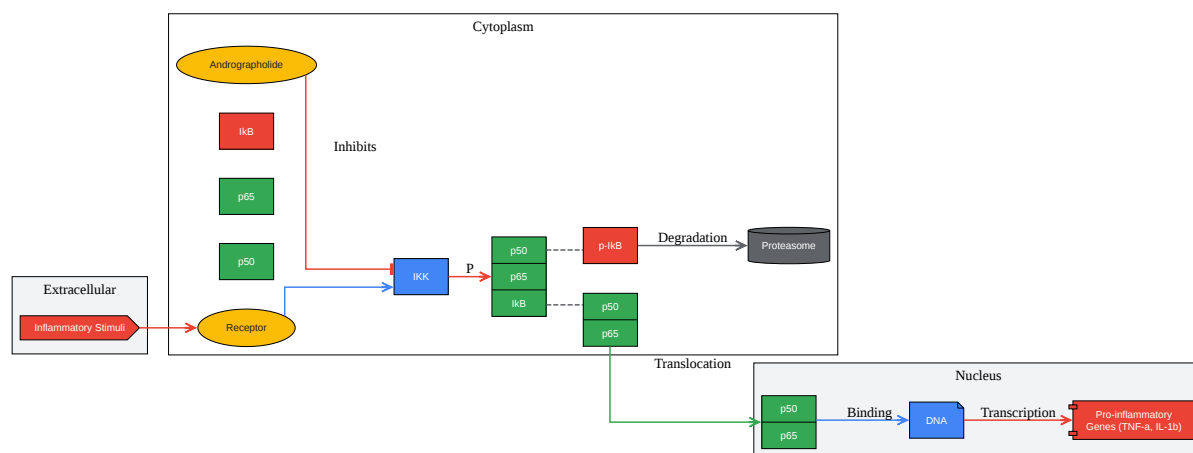 Cytoplasm
Andrographolide
IkB
Inhibits
p65
p50
Extracellular
Inflammatory Stimuli
Receptor
IKK
P
p50
p65
IkB
p-IkB
Degradation
Proteasome
p50
p65
Translocation
Nucleus
p50
p65
Binding
DNA
Transcription
Pro-inflammatory
Genes (TNF-a, IL-1b)